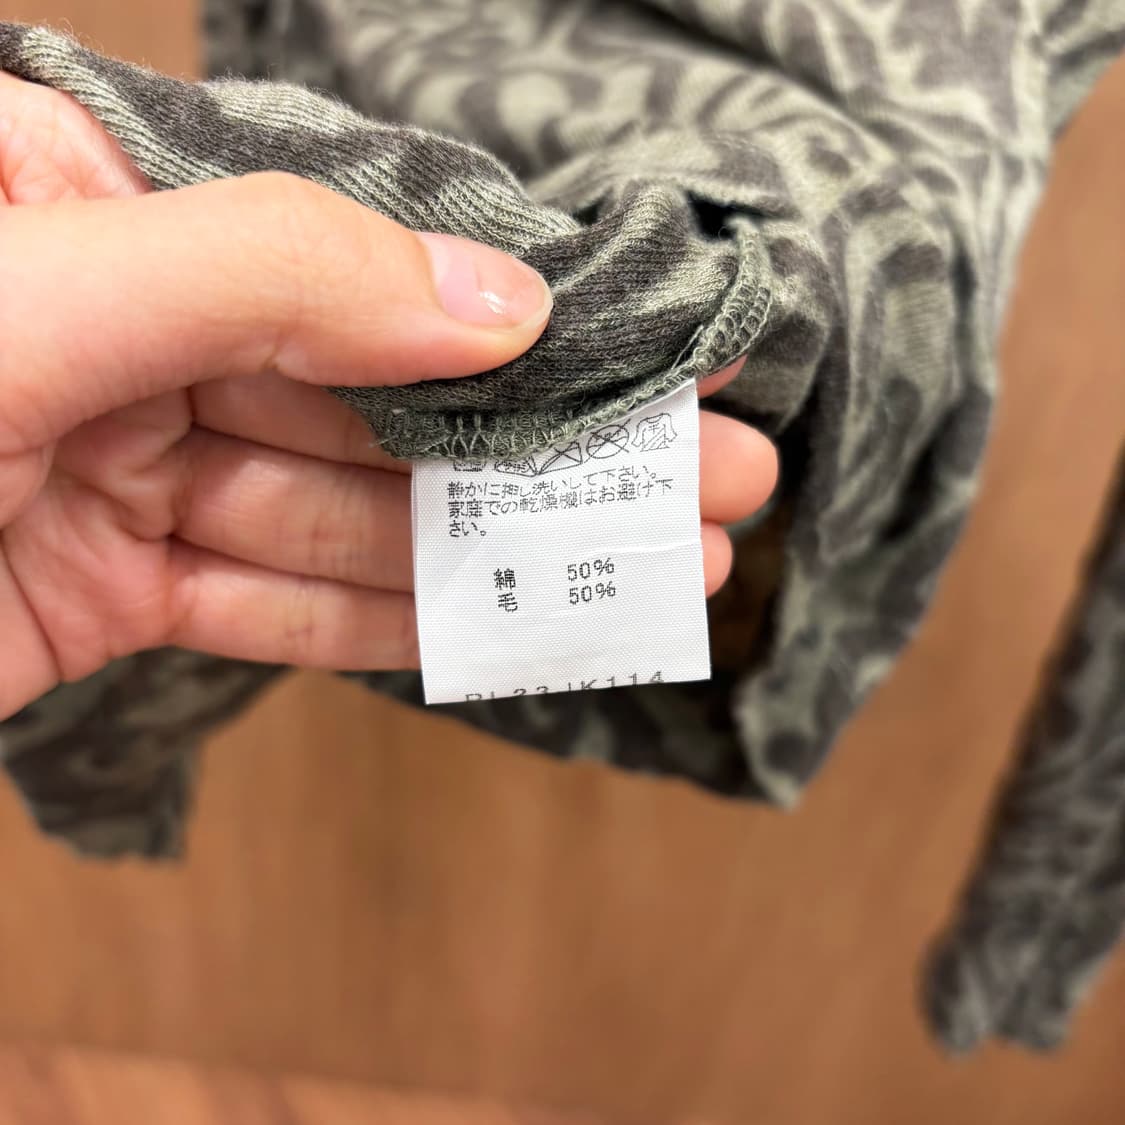 静かに押し洗いして下さい。
家庭での乾燥機はお避け下
さい。
綿 50%
毛 50%
PL23JK114